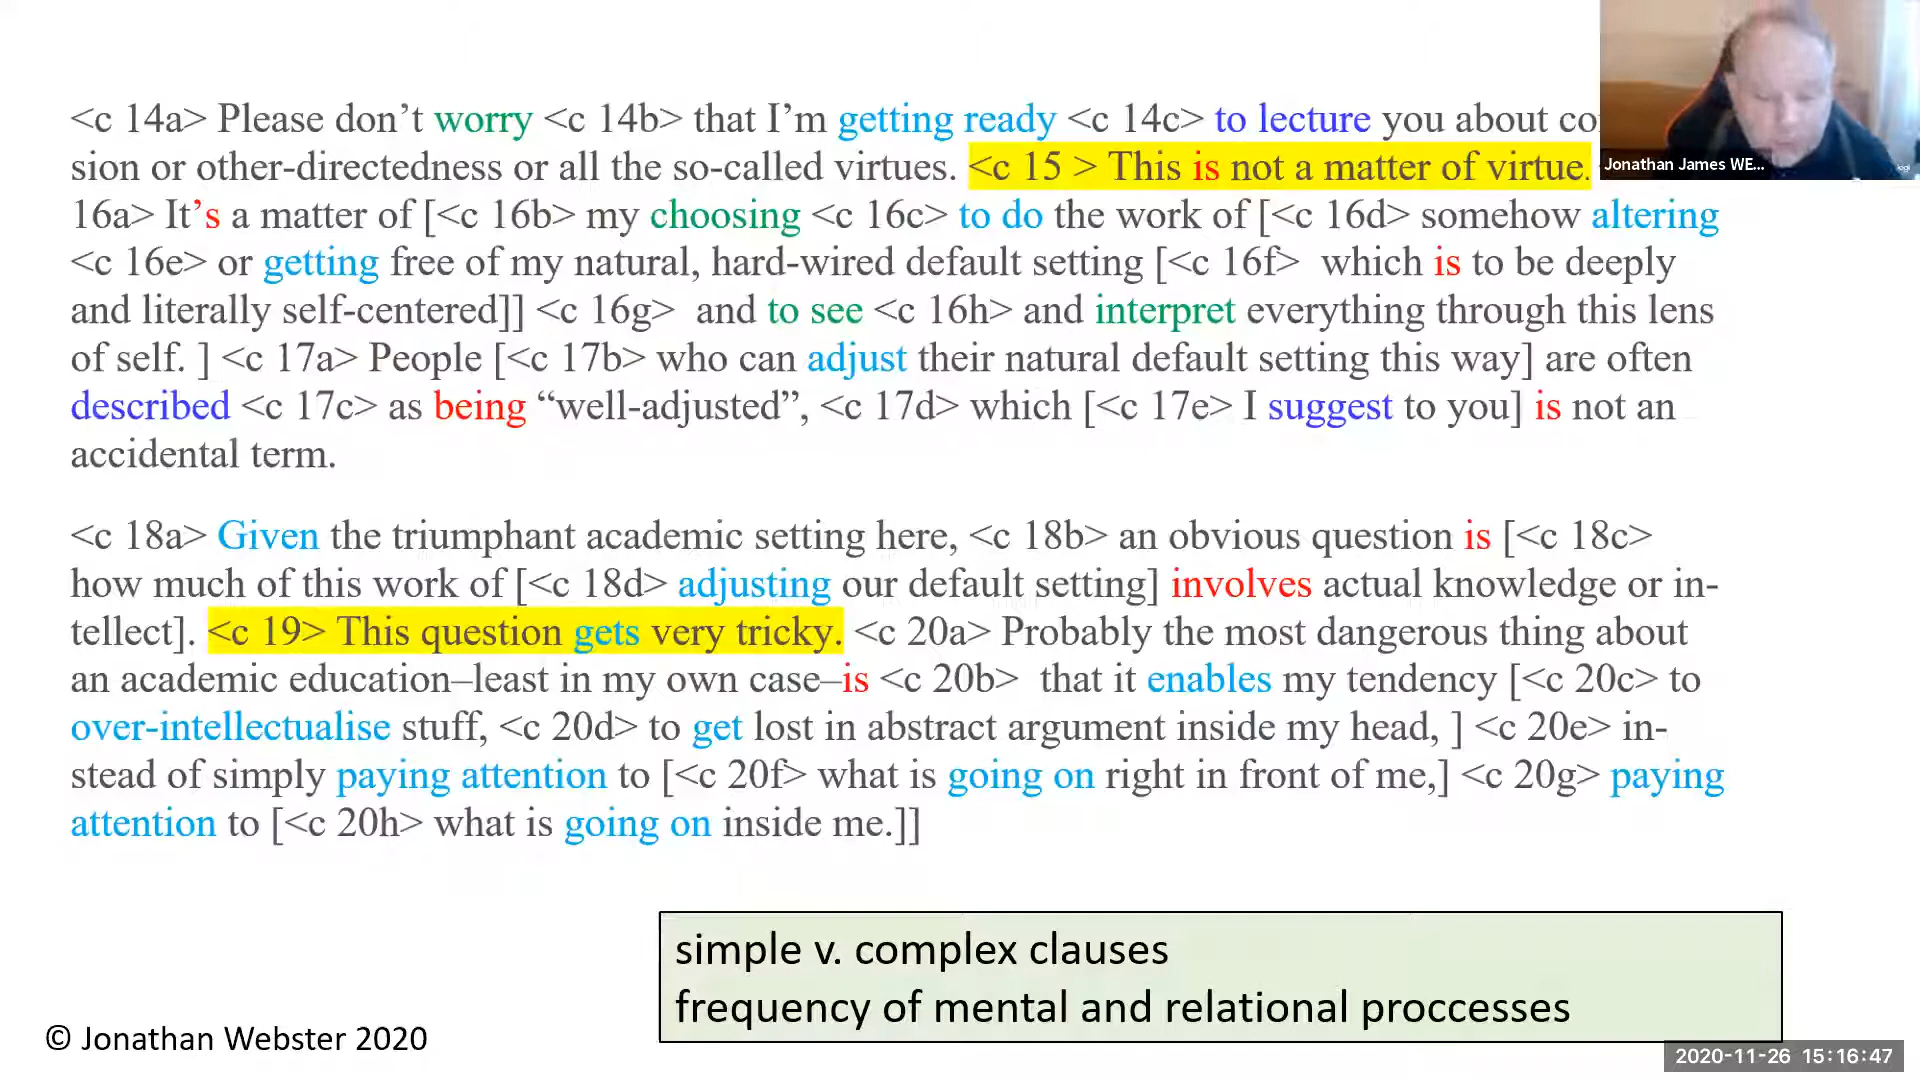 <c 14a> Please don’t worry <c 14b> that I’m getting ready <c 14c> to lecture you about co
sion or other-directedness or all the so-called virtues. <c 15 > This is not a matter of virtue.
16a> It’s a matter of [<c 16b> my choosing <c 16c> to do the work of [<c 16d> somehow altering
<c 16e> or getting free of my natural, hard-wired default setting [<c 16f> which is to be deeply
and literally self-centered]] <c 16g> and to see <c 16h> and interpret everything through this lens
of self. ] <c 17a> People [<c 17b> who can adjust their natural default setting this way] are often
described <c 17c> as being “well-adjusted”, <c 17d> which [<c 17e> I suggest to you] is not an
accidental term.
<c 18a> Given the triumphant academic setting here, <c 18b> an obvious question is [<c 18c>
how much of this work of [<c 18d> adjusting our default setting] involves actual knowledge or in-
tellect]. <c 19> This question gets very tricky. <c 20a> Probably the most dangerous thing about
an academic education–least in my own case–is <c 20b> that it enables my tendency [<c 20c> to
over-intellectualise stuff, <c 20d> to get lost in abstract argument inside my head, ] <c 20e> in-
stead of simply paying attention to [<c 20f> what is going on right in front of me,] <c 20g> paying
attention to [<c 20h> what is going on inside me.]]
simple v. complex clauses
frequency of mental and relational proccesses
© Jonathan Webster 2020
Jonathan James WE...
2020-11-26 15:16:47